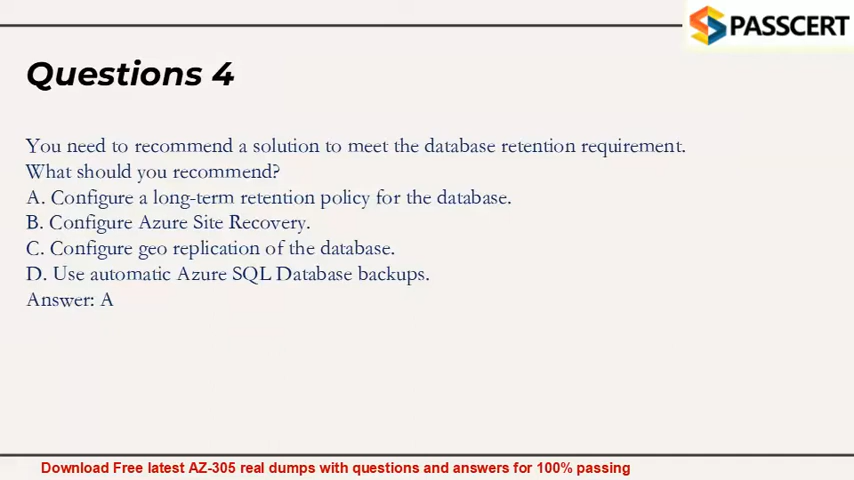 PASSCERT
Questions 4
You need to recommend a solution to meet the database retention requirement.
What should you recommend?
A. Configure a long-term retention policy for the database.
B. Configure Azure Site Recovery.
C. Configure geo replication of the database.
D. Use automatic Azure SQL Database backups.
Answer: A
Download Free latest AZ-305 real dumps with questions and answers for 100% passing